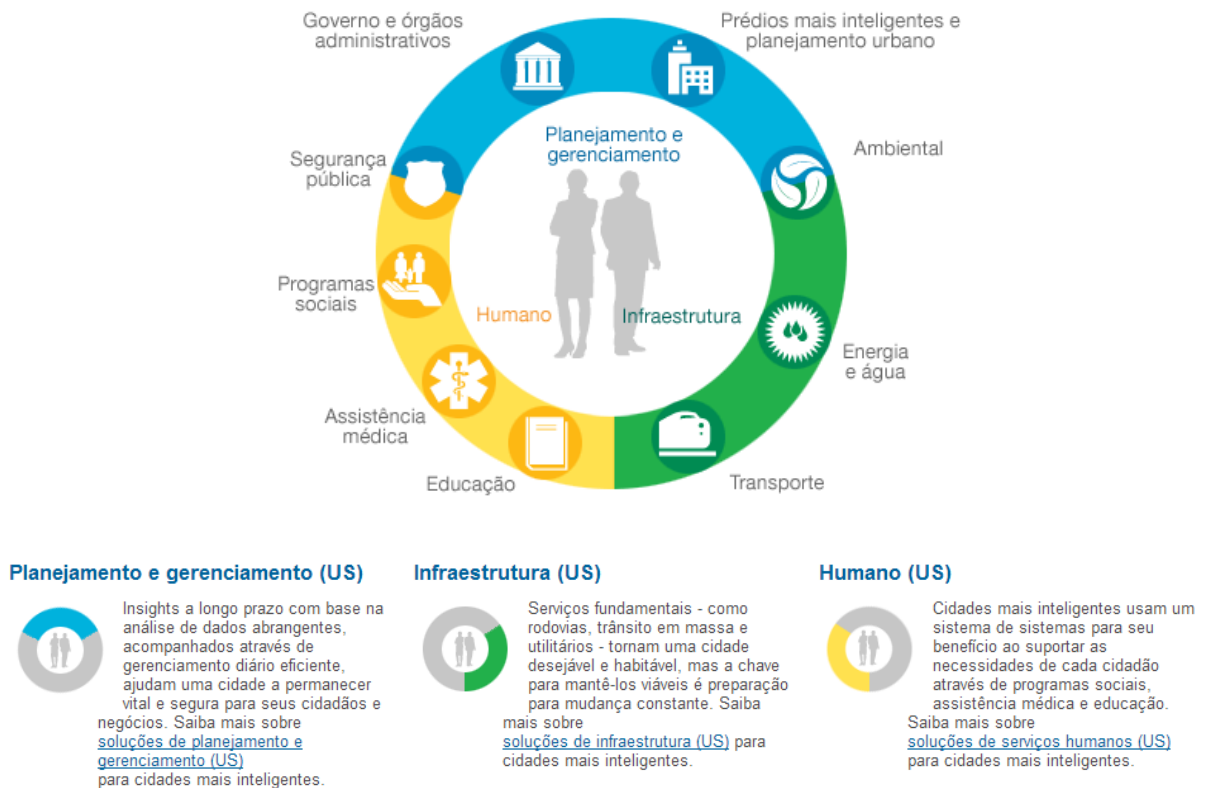 Governo e órgãos
administrativos
Prédios mais inteligentes e
planejamento urbano
Planejamento e
gerenciamento
Ambiental
Segurança
pública
Programas
sociais
Humano
Infraestrutura
Energia
e água
Assistência
médica
Educação
Transporte
Planejamento e gerenciamento (US)
Insights a longo prazo com base na
análise de dados abrangentes,
acompanhados através de
gerenciamento diário eficiente,
ajudam uma cidade a permanecer
vital e segura para seus cidadãos e
negócios. Saiba mais sobre
soluções de planejamento e
gerenciamento (US)
para cidades mais inteligentes.
Infraestrutura (US)
Serviços fundamentais - como
rodovias, trânsito em massa e
utilitários - tornam uma cidade
desejável e habitável, mas a chave
para mantê-los viáveis é preparação
para mudança constante. Saiba
mais sobre
soluções de infraestrutura (US) para
cidades mais inteligentes.
Humano (US)
Cidades mais inteligentes usam um
sistema de sistemas para seu
benefício ao suportar as
necessidades de cada cidadão
através de programas sociais,
assistência médica e educação.
Saiba mais sobre
soluções de serviços humanos (US)
para cidades mais inteligentes.